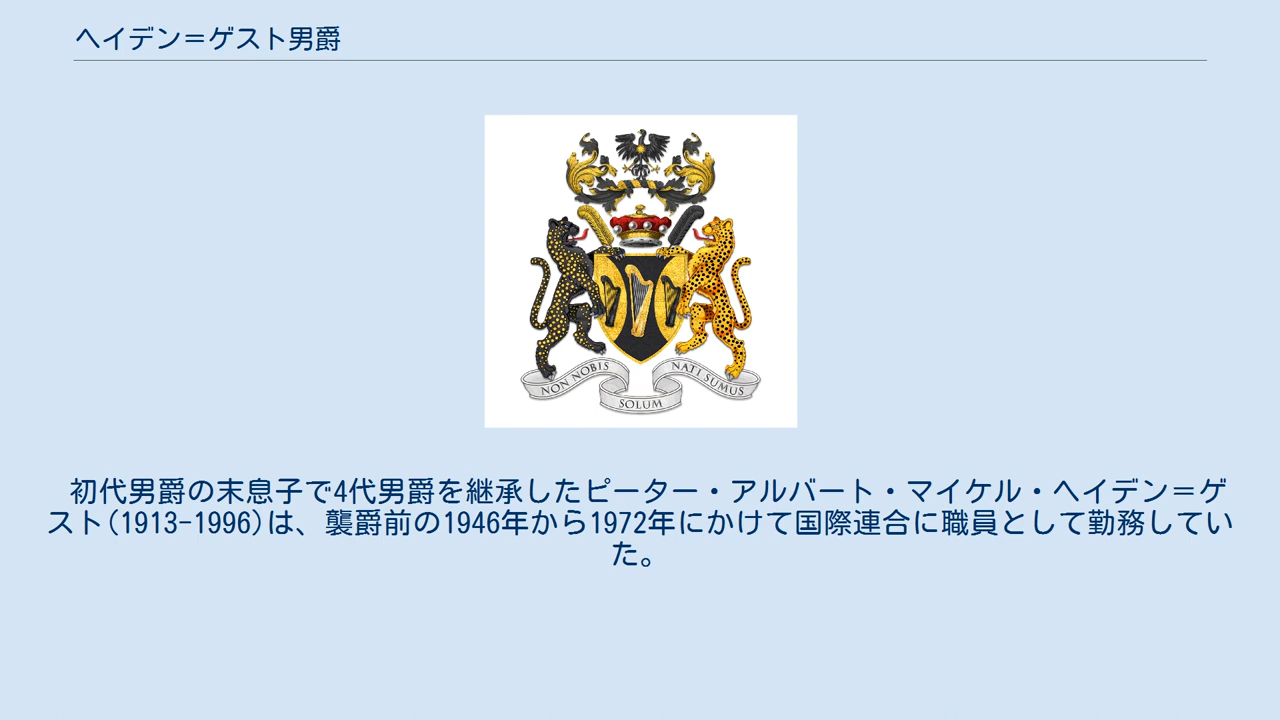 ヘイデン＝ゲスト男爵
NON NOBIS
SOLUM
NATI SUMUS
初代男爵の末息子で4代男爵を継承したピーター・アルバート・マイケル・ヘイデン＝ゲ
スト(1913-1996)は、襲爵前の1946年から1972年にかけて国際連合に職員として勤務してい
た。